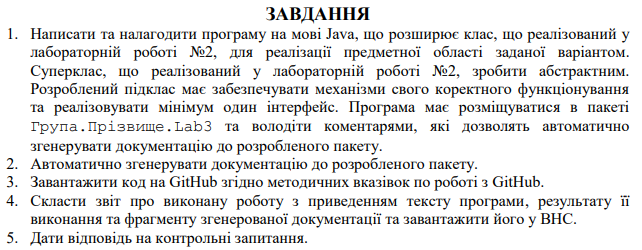 ЗАВДАННЯ
1. Написати та налагодити програму на мові Java, що розширює клас, що реалізований у
лабораторній роботі №2, для реалізації предметної області заданої варіантом.
Суперклас, що реалізований у лабораторній роботі №2, зробити абстрактним.
Розроблений підклас має забезпечувати механізми свого коректного функціонування
та реалізовувати мінімум один інтерфейс. Програма має розміщуватися в пакеті
Група.Прізвище.Lab3 та володіти коментарями, які дозволять автоматично
згенерувати документацію до розробленого пакету.
2. Автоматично згенерувати документацію до розробленого пакету.
3. Завантажити код на GitHub згідно методичних вказівок по роботі з GitHub.
4. Скласти звіт про виконану роботу з приведенням тексту програми, результату її
виконання та фрагменту згенерованої документації та завантажити його у ВНС.
5. Дати відповідь на контрольні запитання.